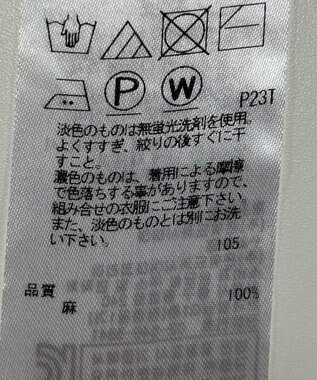 P
W
P23T
淡色のものは無蛍光洗剤を使用。
よくすすぎ、絞りの後すぐに干
すこと。
濃色のものは、着用による摩擦
で色落ちする事がありますので、
組み合せの衣服にご注意下さい。
また、淡色のものとは別にお洗
い下さい。
105
品質
麻 100%